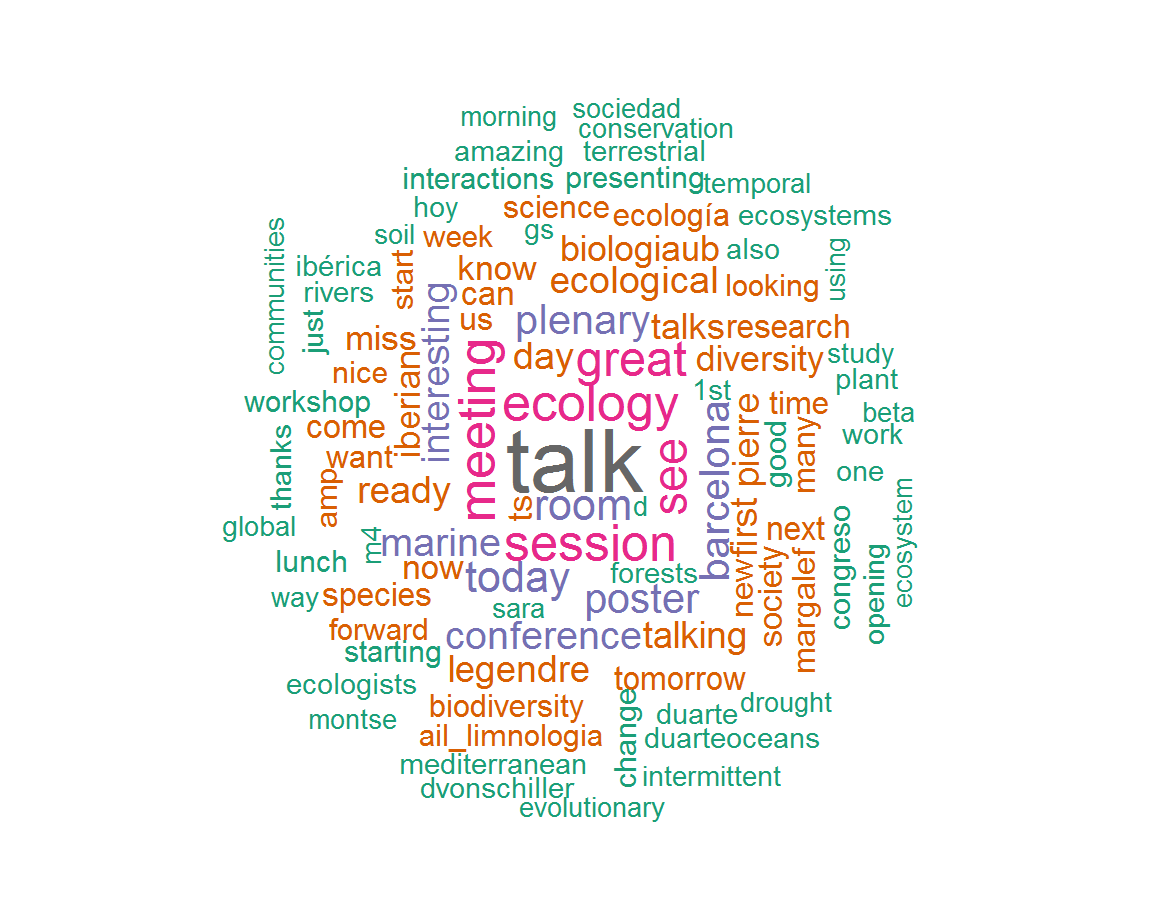 morning
sociedad
conservation
amazing
terrestrial
interactions
presenting
temporal
hoy
science
ecología
ecosystems
soil
week
gs
biologiaub
also
communities
ibérica
start
know
ecological
looking
using
rivers
can
interesting
just
miss
us
plenary
talks
research
nice
iberian
meeting
day
great
diversity
study
plant
workshop
ecology
1st
time
beta
come
barcelona
pierre
good
many
work
thanks
want
talk
see
one
amp
ready
ts
room
d
first
next
global
m4
marine
session
congreso
ecosystem
lunch
now
today
forests
new
society
margalef
opening
way
species
sara
poster
forward
conference
talking
starting
legendre
tomorrow
ecologists
biodiversity
change
duarte
drought
montse
ail_limnologia
duarteoceans
mediterranean
intermittent
dvonschiller
evolutionary